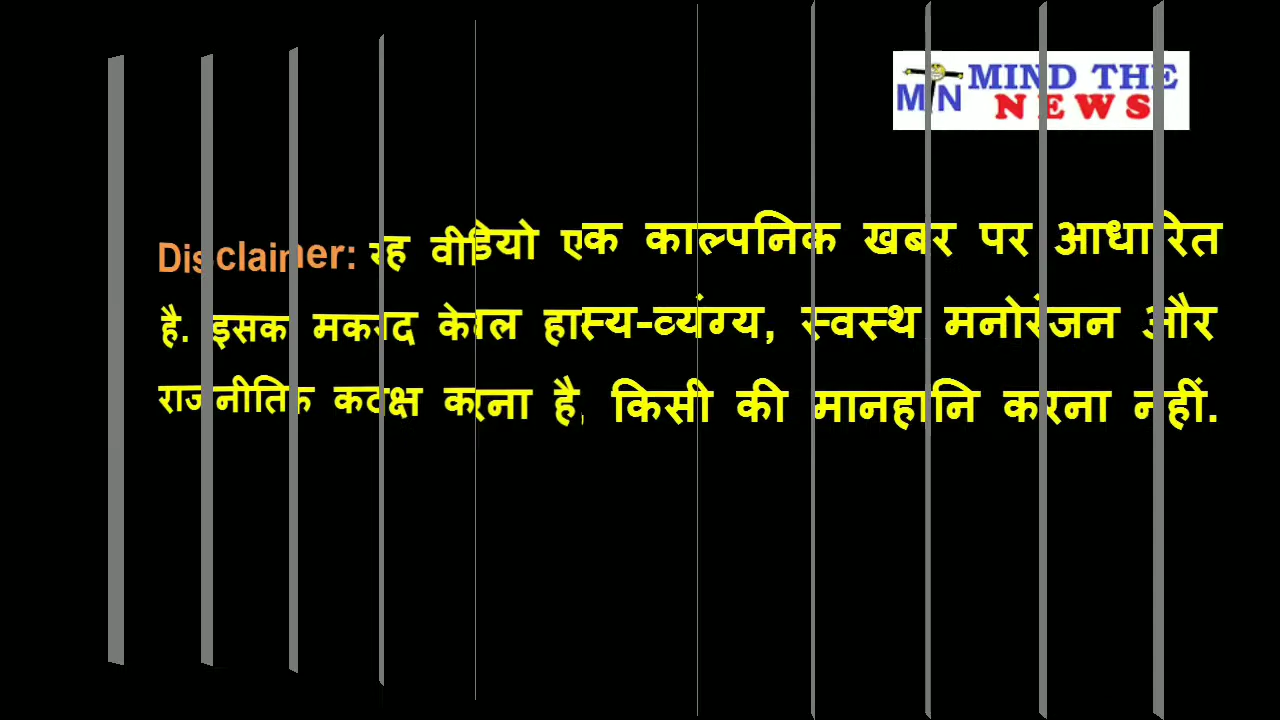 MIND THE
MTN
NEWS
Disclaimer: यह वीडियो एक काल्पनिक खबर पर आधारित
है. इसका मकसद केवल हास्य-व्यंग्य, स्वस्थ मनोरंजन और
राजनीतिक कटाक्ष करना है, किसी की मानहानि करना नहीं.